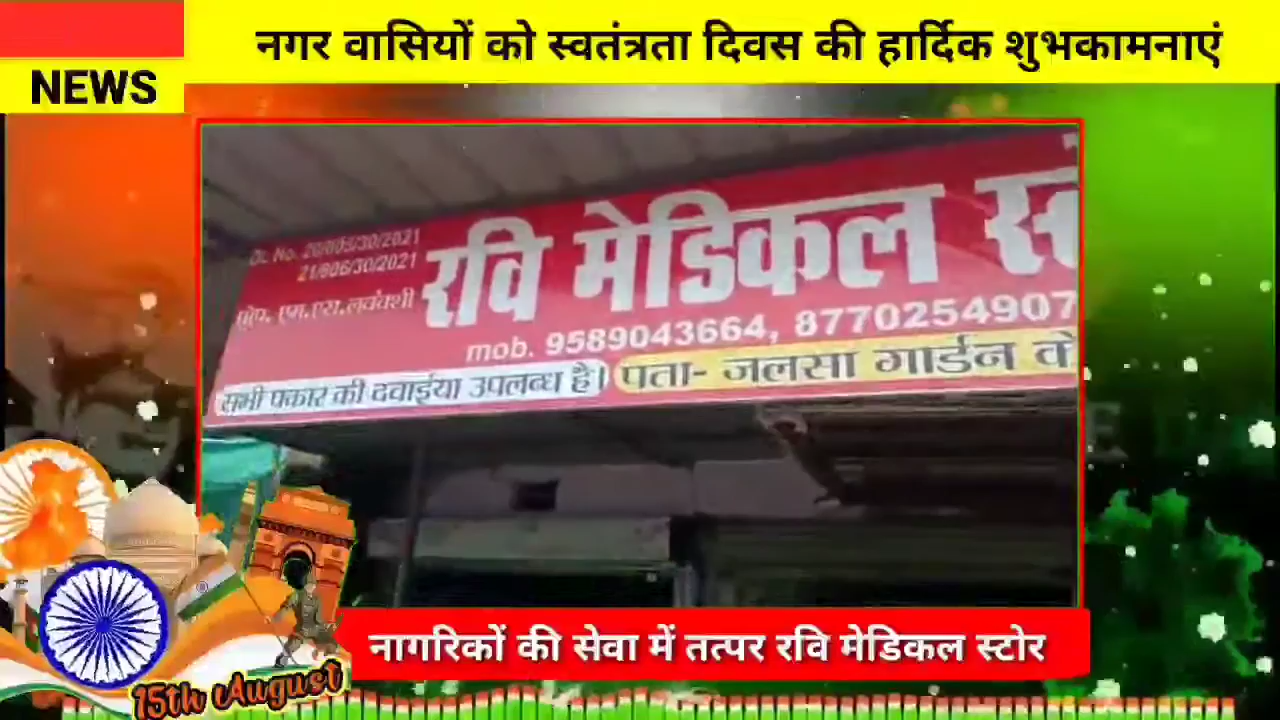 नगर वासियों को स्वतंत्रता दिवस की हार्दिक शुभकामनाएं
NEWS
21/806/30/2021
रवि मेडिकल
mob. 9589043664, 8770254907
सभी प्रकार की दवाईया उपलब्ध है।
पता- जलसा गार्डन के
नागरिकों की सेवा में तत्पर रवि मेडिकल स्टोर
15th August